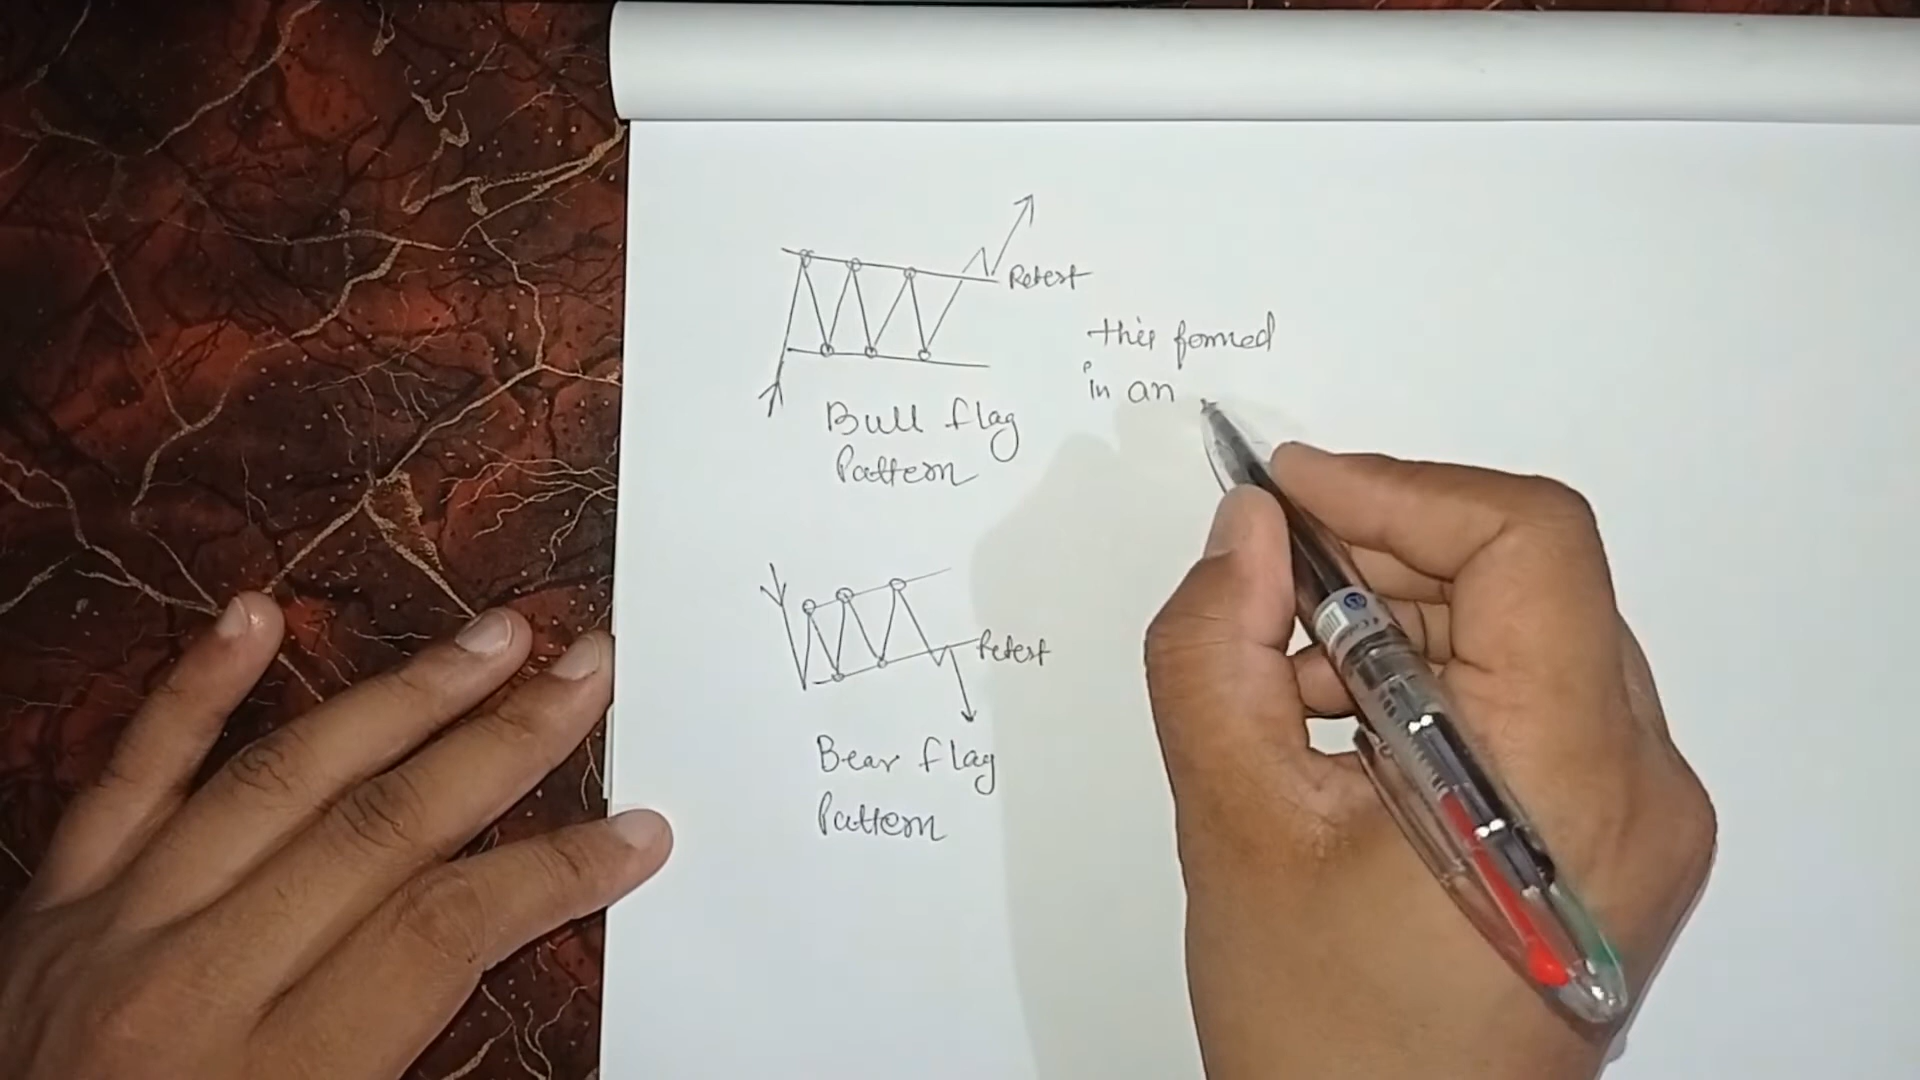 Retest
this formed
in an
Bull flag
Pattern
Retest
Bear flag
Pattern